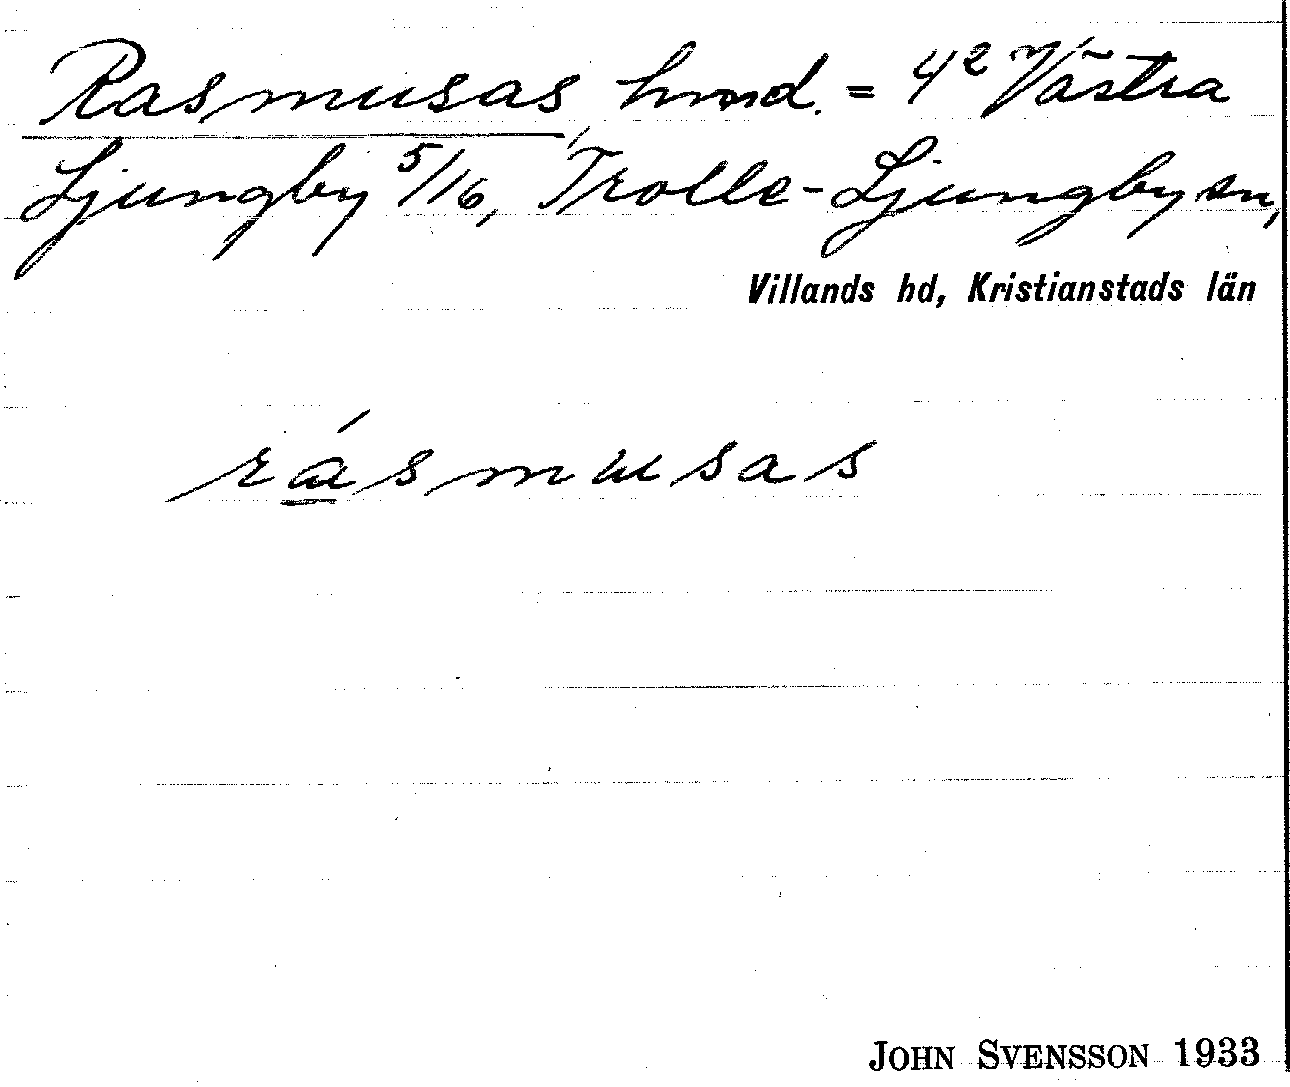 Rasmusas, hmd. = 4² Västra
Ljungby 5/16, Trolle-Ljungby sn,
Villands hd, Kristianstads län
rásmusas
JOHN SVENSSON 1933